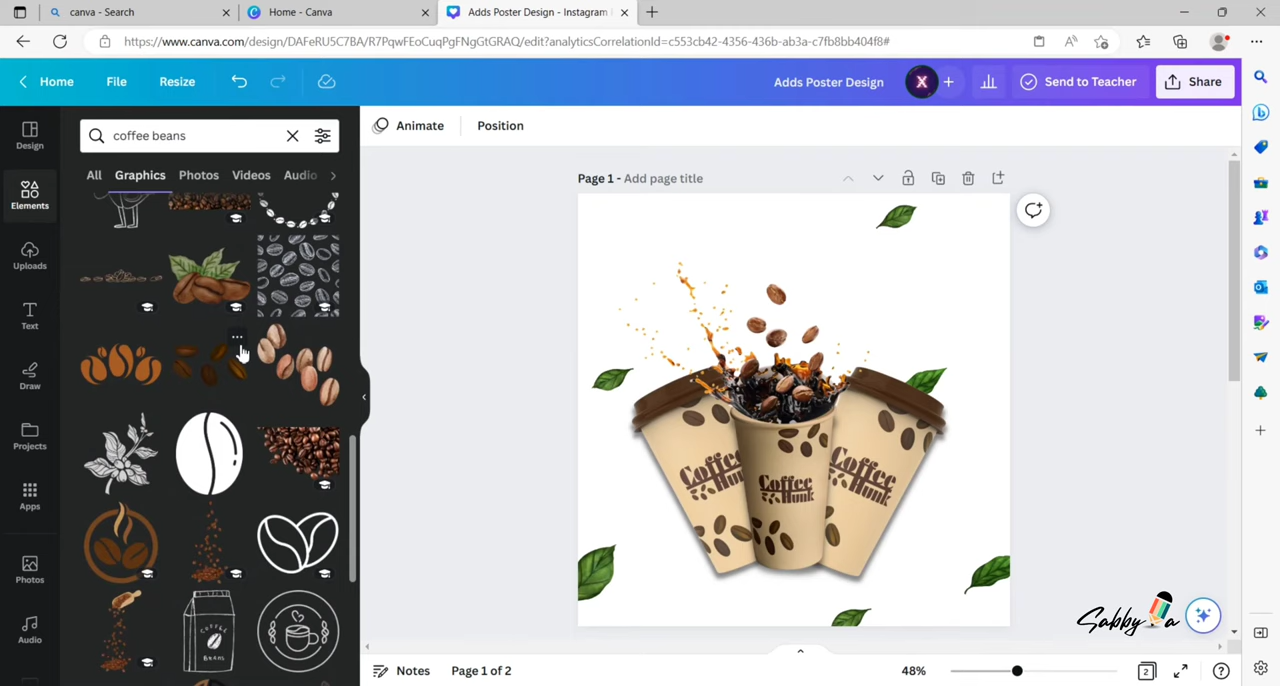 canva - Search
Home - Canva
Adds Poster Design - Instagram
https://www.canva.com/design/DAFeRU5C7BA/R7PqwFEoCuqPgFNgGtGRAQ/edit?analyticsCorrelationId=c553cb42-4356-436b-ab3a-c7fb8bb404f8#
Home
File
Resize
Adds Poster Design
X
Send to Teacher
Share
coffee beans
Animate
Position
Design
Elements
Uploads
Text
Draw
Projects
Apps
Photos
Audio
All
Graphics
Photos
Videos
Audio
Page 1 - Add page title
Coffee
Hunk
Coffee
Hunk
Coffee
Hunk
COFFEE
BEANS
Sabby
a
Notes
Page 1 of 2
48%
2